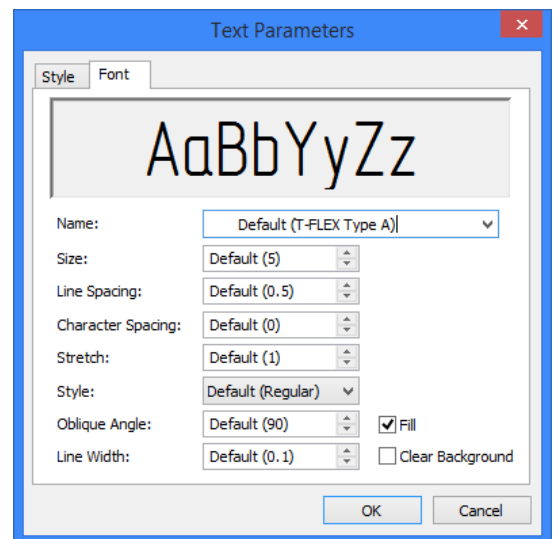 Text Parameters
Style Font
AaBbYyZz
Name: Default (T-FLEX Type A)
Size: Default (5)
Line Spacing: Default (0.5)
Character Spacing: Default (0)
Stretch: Default (1)
Style: Default (Regular)
Oblique Angle: Default (90) Fill
Line Width: Default (0.1) Clear Background
OK Cancel